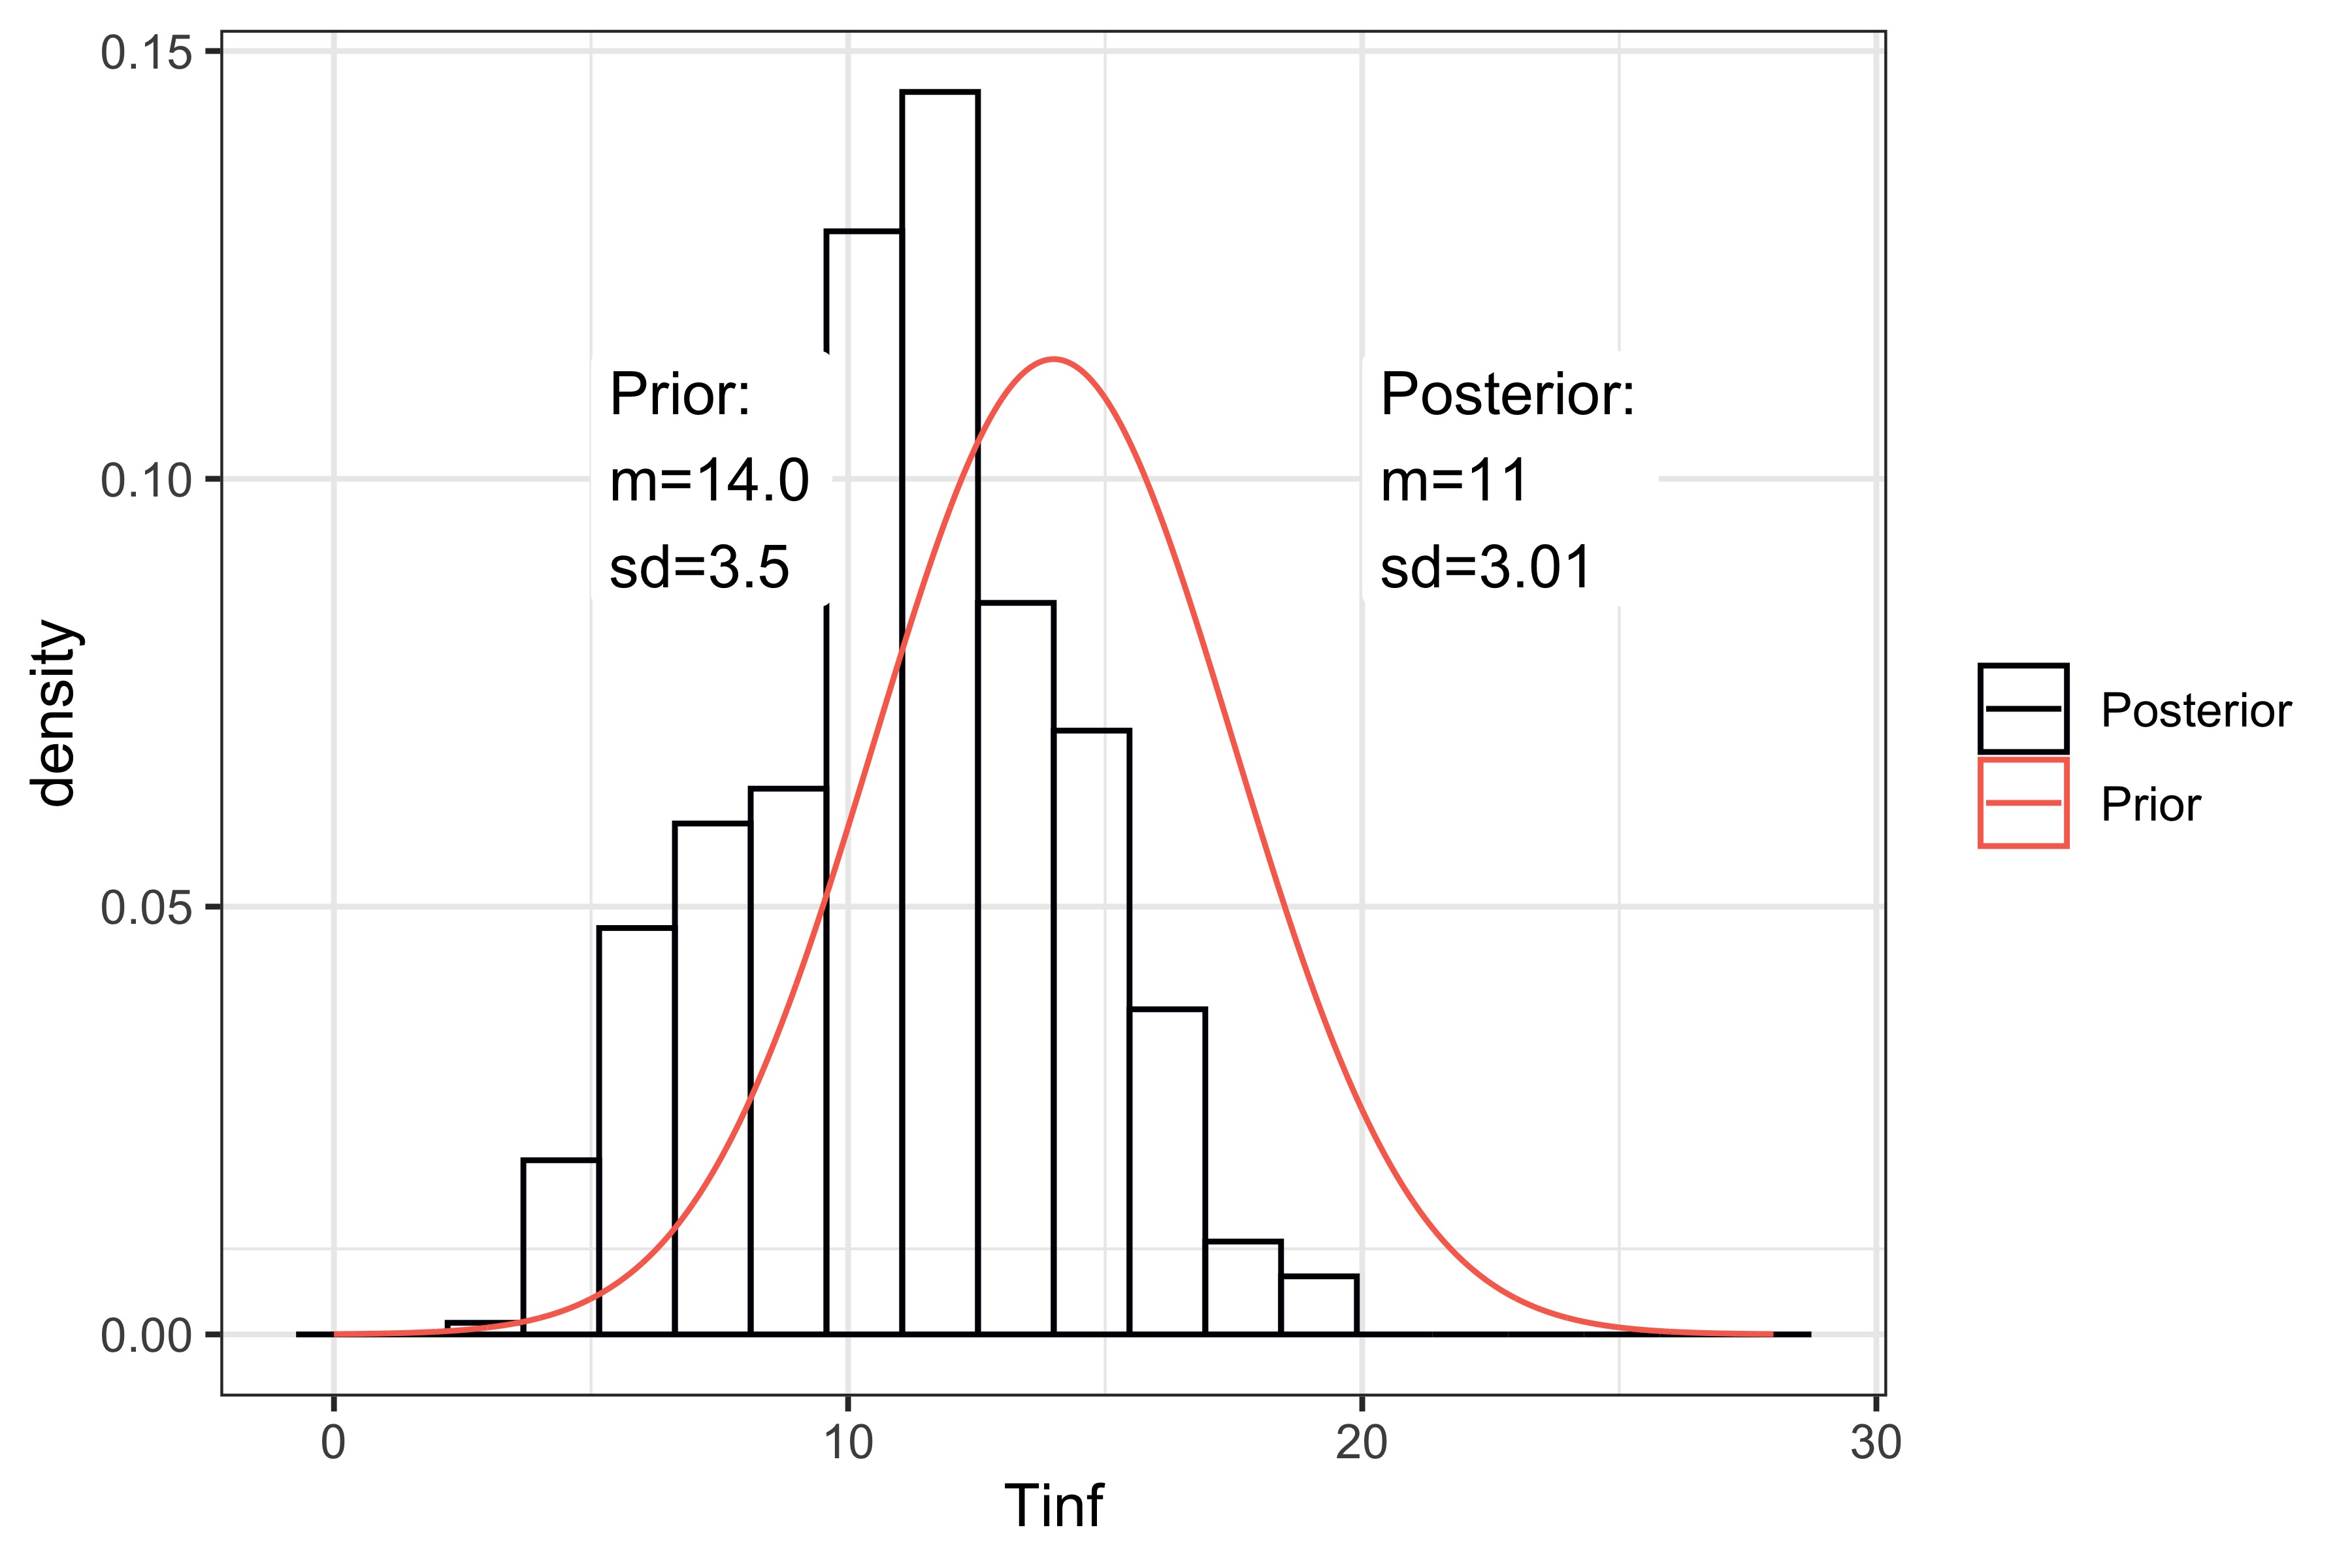 0.15
0.10
0.05
0.00
density
Prior:
m=14.0
sd=3.5
Posterior:
m=11
sd=3.01
0
10
20
30
Tinf
Posterior
Prior